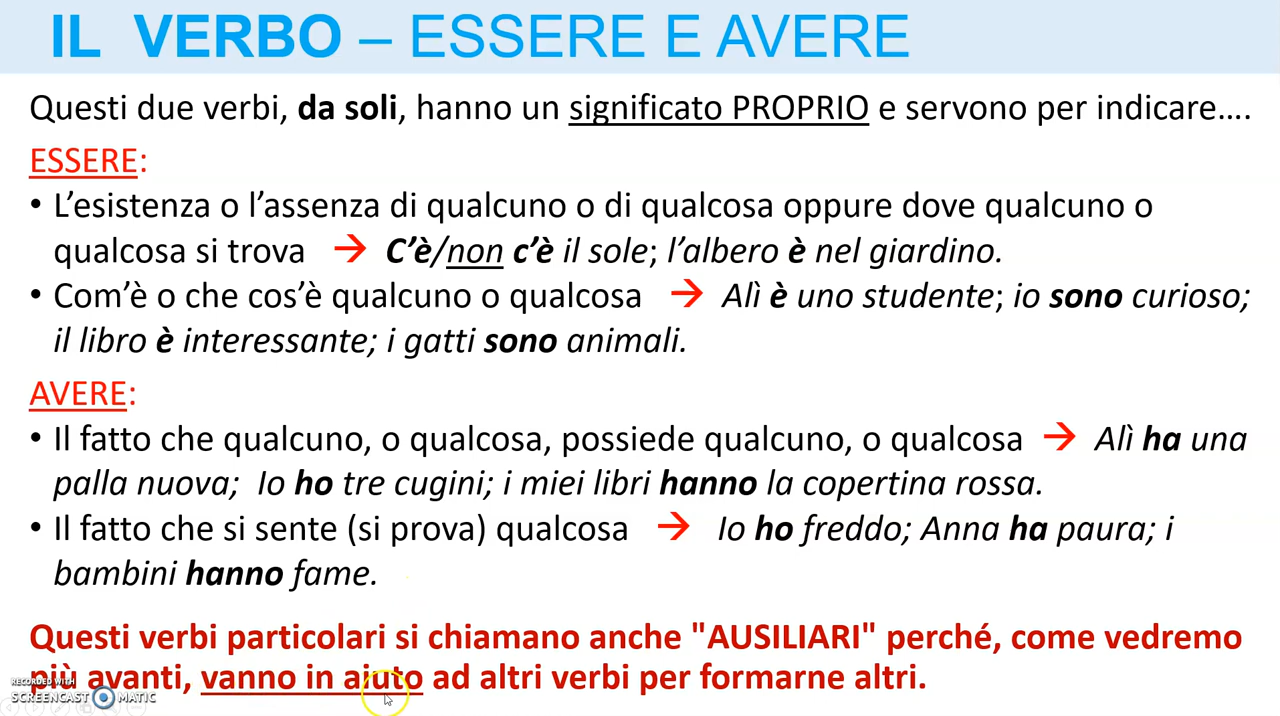 IL VERBO – ESSERE E AVERE
Questi due verbi, da soli, hanno un significato PROPRIO e servono per indicare....
ESSERE:
• L’esistenza o l’assenza di qualcuno o di qualcosa oppure dove qualcuno o
qualcosa si trova → C’è/non c’è il sole; l’albero è nel giardino.
• Com’è o che cos’è qualcuno o qualcosa → Alì è uno studente; io sono curioso;
il libro è interessante; i gatti sono animali.
AVERE:
• Il fatto che qualcuno, o qualcosa, possiede qualcuno, o qualcosa → Alì ha una
palla nuova; Io ho tre cugini; i miei libri hanno la copertina rossa.
• Il fatto che si sente (si prova) qualcosa → Io ho freddo; Anna ha paura; i
bambini hanno fame.
Questi verbi particolari si chiamano anche "AUSILIARI" perché, come vedremo
più avanti, vanno in aiuto ad altri verbi per formarne altri.
RECORDED WITH
SCREENCAST MATIC